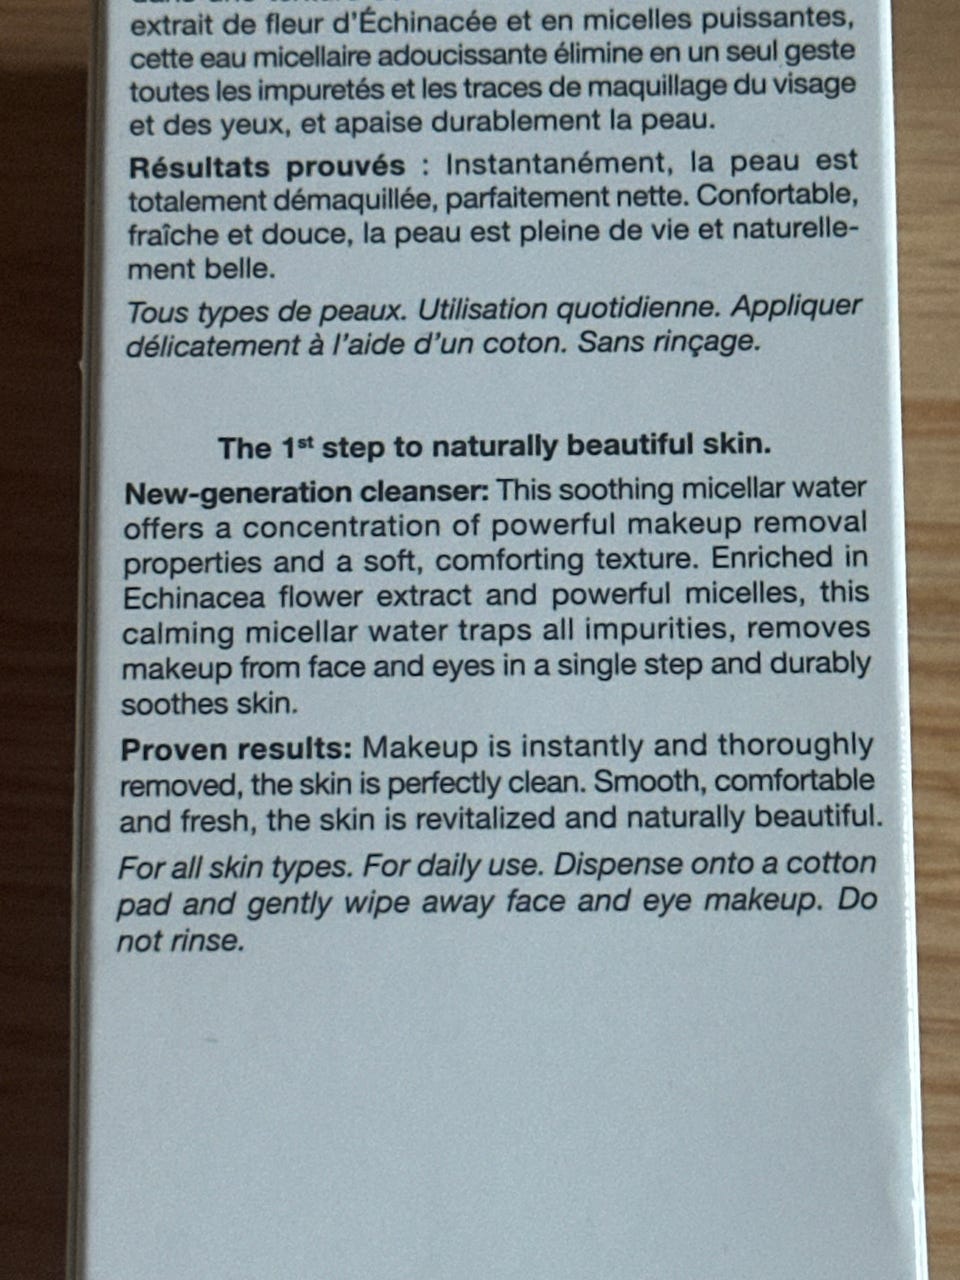 extrait de fleur d'Échinacée et en micelles puissantes,
cette eau micellaire adoucissante élimine en un seul geste
toutes les impuretés et les traces de maquillage du visage
et des yeux, et apaise durablement la peau.
Résultats prouvés : Instantanément, la peau est
totalement démaquillée, parfaitement nette. Confortable,
fraîche et douce, la peau est pleine de vie et naturelle-
ment belle.
Tous types de peaux. Utilisation quotidienne. Appliquer
délicatement à l'aide d'un coton. Sans rinçage.
The 1st step to naturally beautiful skin.
New-generation cleanser: This soothing micellar water
offers a concentration of powerful makeup removal
properties and a soft, comforting texture. Enriched in
Echinacea flower extract and powerful micelles, this
calming micellar water traps all impurities, removes
makeup from face and eyes in a single step and durably
soothes skin.
Proven results: Makeup is instantly and thoroughly
removed, the skin is perfectly clean. Smooth, comfortable
and fresh, the skin is revitalized and naturally beautiful.
For all skin types. For daily use. Dispense onto a cotton
pad and gently wipe away face and eye makeup. Do
not rinse.